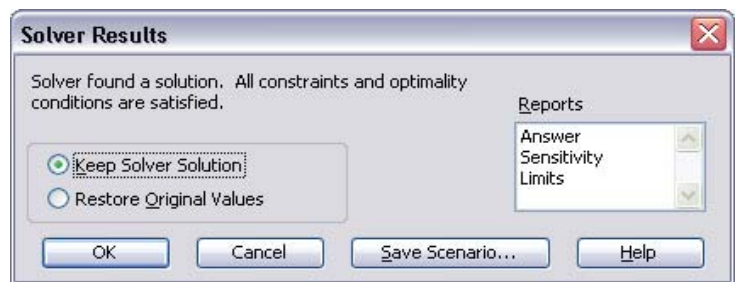 Solver Results
Solver found a solution. All constraints and optimality
conditions are satisfied.
Reports
Answer
Sensitivity
Limits
Keep Solver Solution
Restore Original Values
OK
Cancel
Save Scenario...
Help